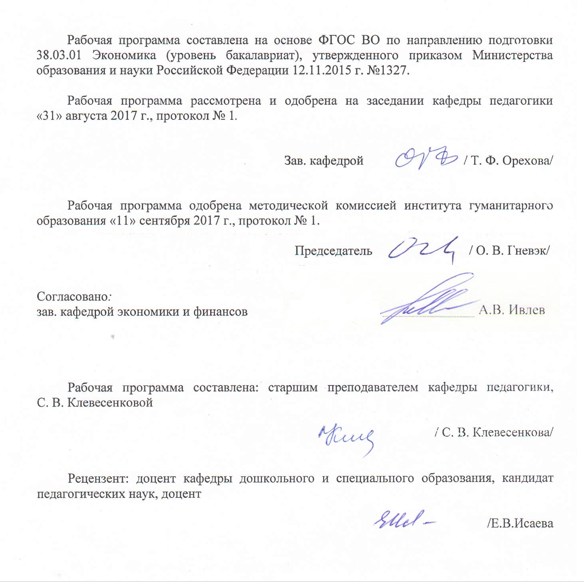 Рабочая программа составлена на основе ФГОС ВО по направлению подготовки
38.03.01 Экономика (уровень бакалавриат), утвержденного приказом Министерства
образования и науки Российской Федерации 12.11.2015 г. №1327.
Рабочая программа рассмотрена и одобрена на заседании кафедры педагогики
«31» августа 2017 г., протокол № 1.
Зав. кафедрой / Т. Ф. Орехова/
Рабочая программа одобрена методической комиссией института гуманитарного
образования «11» сентября 2017 г., протокол № 1.
Председатель / О. В. Гневэк/
Согласовано:
зав. кафедрой экономики и финансов А.В. Ивлев
Рабочая программа составлена: старшим преподавателем кафедры педагогики,
С. В. Клевесенковой
/ С. В. Клевесенкова/
Рецензент: доцент кафедры дошкольного и специального образования, кандидат
педагогических наук, доцент
/Е.В.Исаева